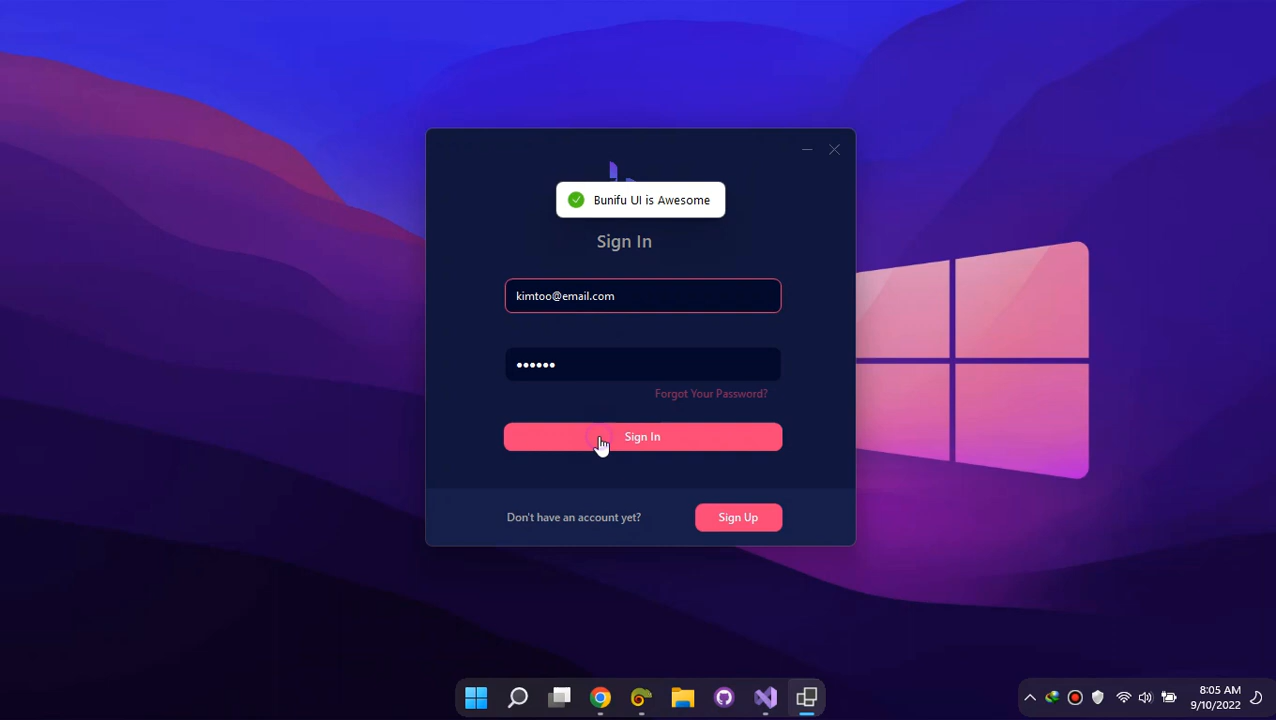 Bunifu UI is Awesome
Sign In
kimtoo@email.com
••••••
Forgot Your Password?
Sign In
Don't have an account yet?
Sign Up
8:05 AM
9/10/2022